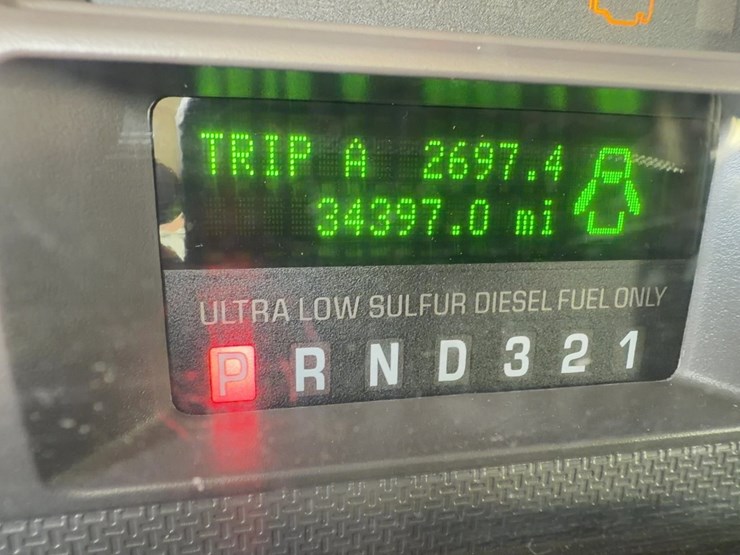 TRIP A 2697.4
34397.0 mi
ULTRA LOW SULFUR DIESEL FUEL ONLY
P R N D 3 2 1